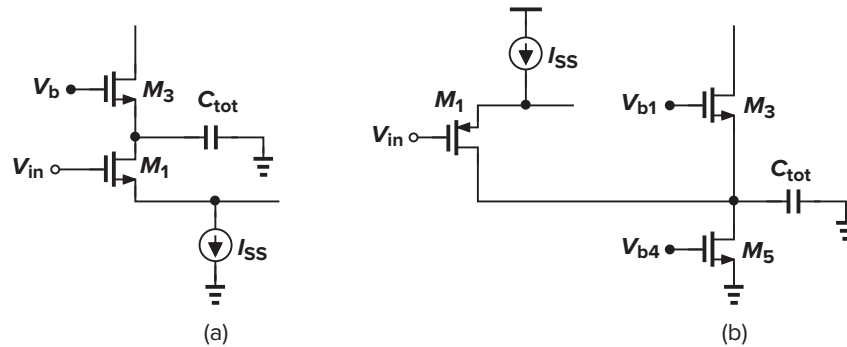 V_b
M_3
C_tot
V_in
M_1
I_SS
(a)
I_SS
M_1
V_in
V_b1
M_3
C_tot
V_b4
M_5
(b)